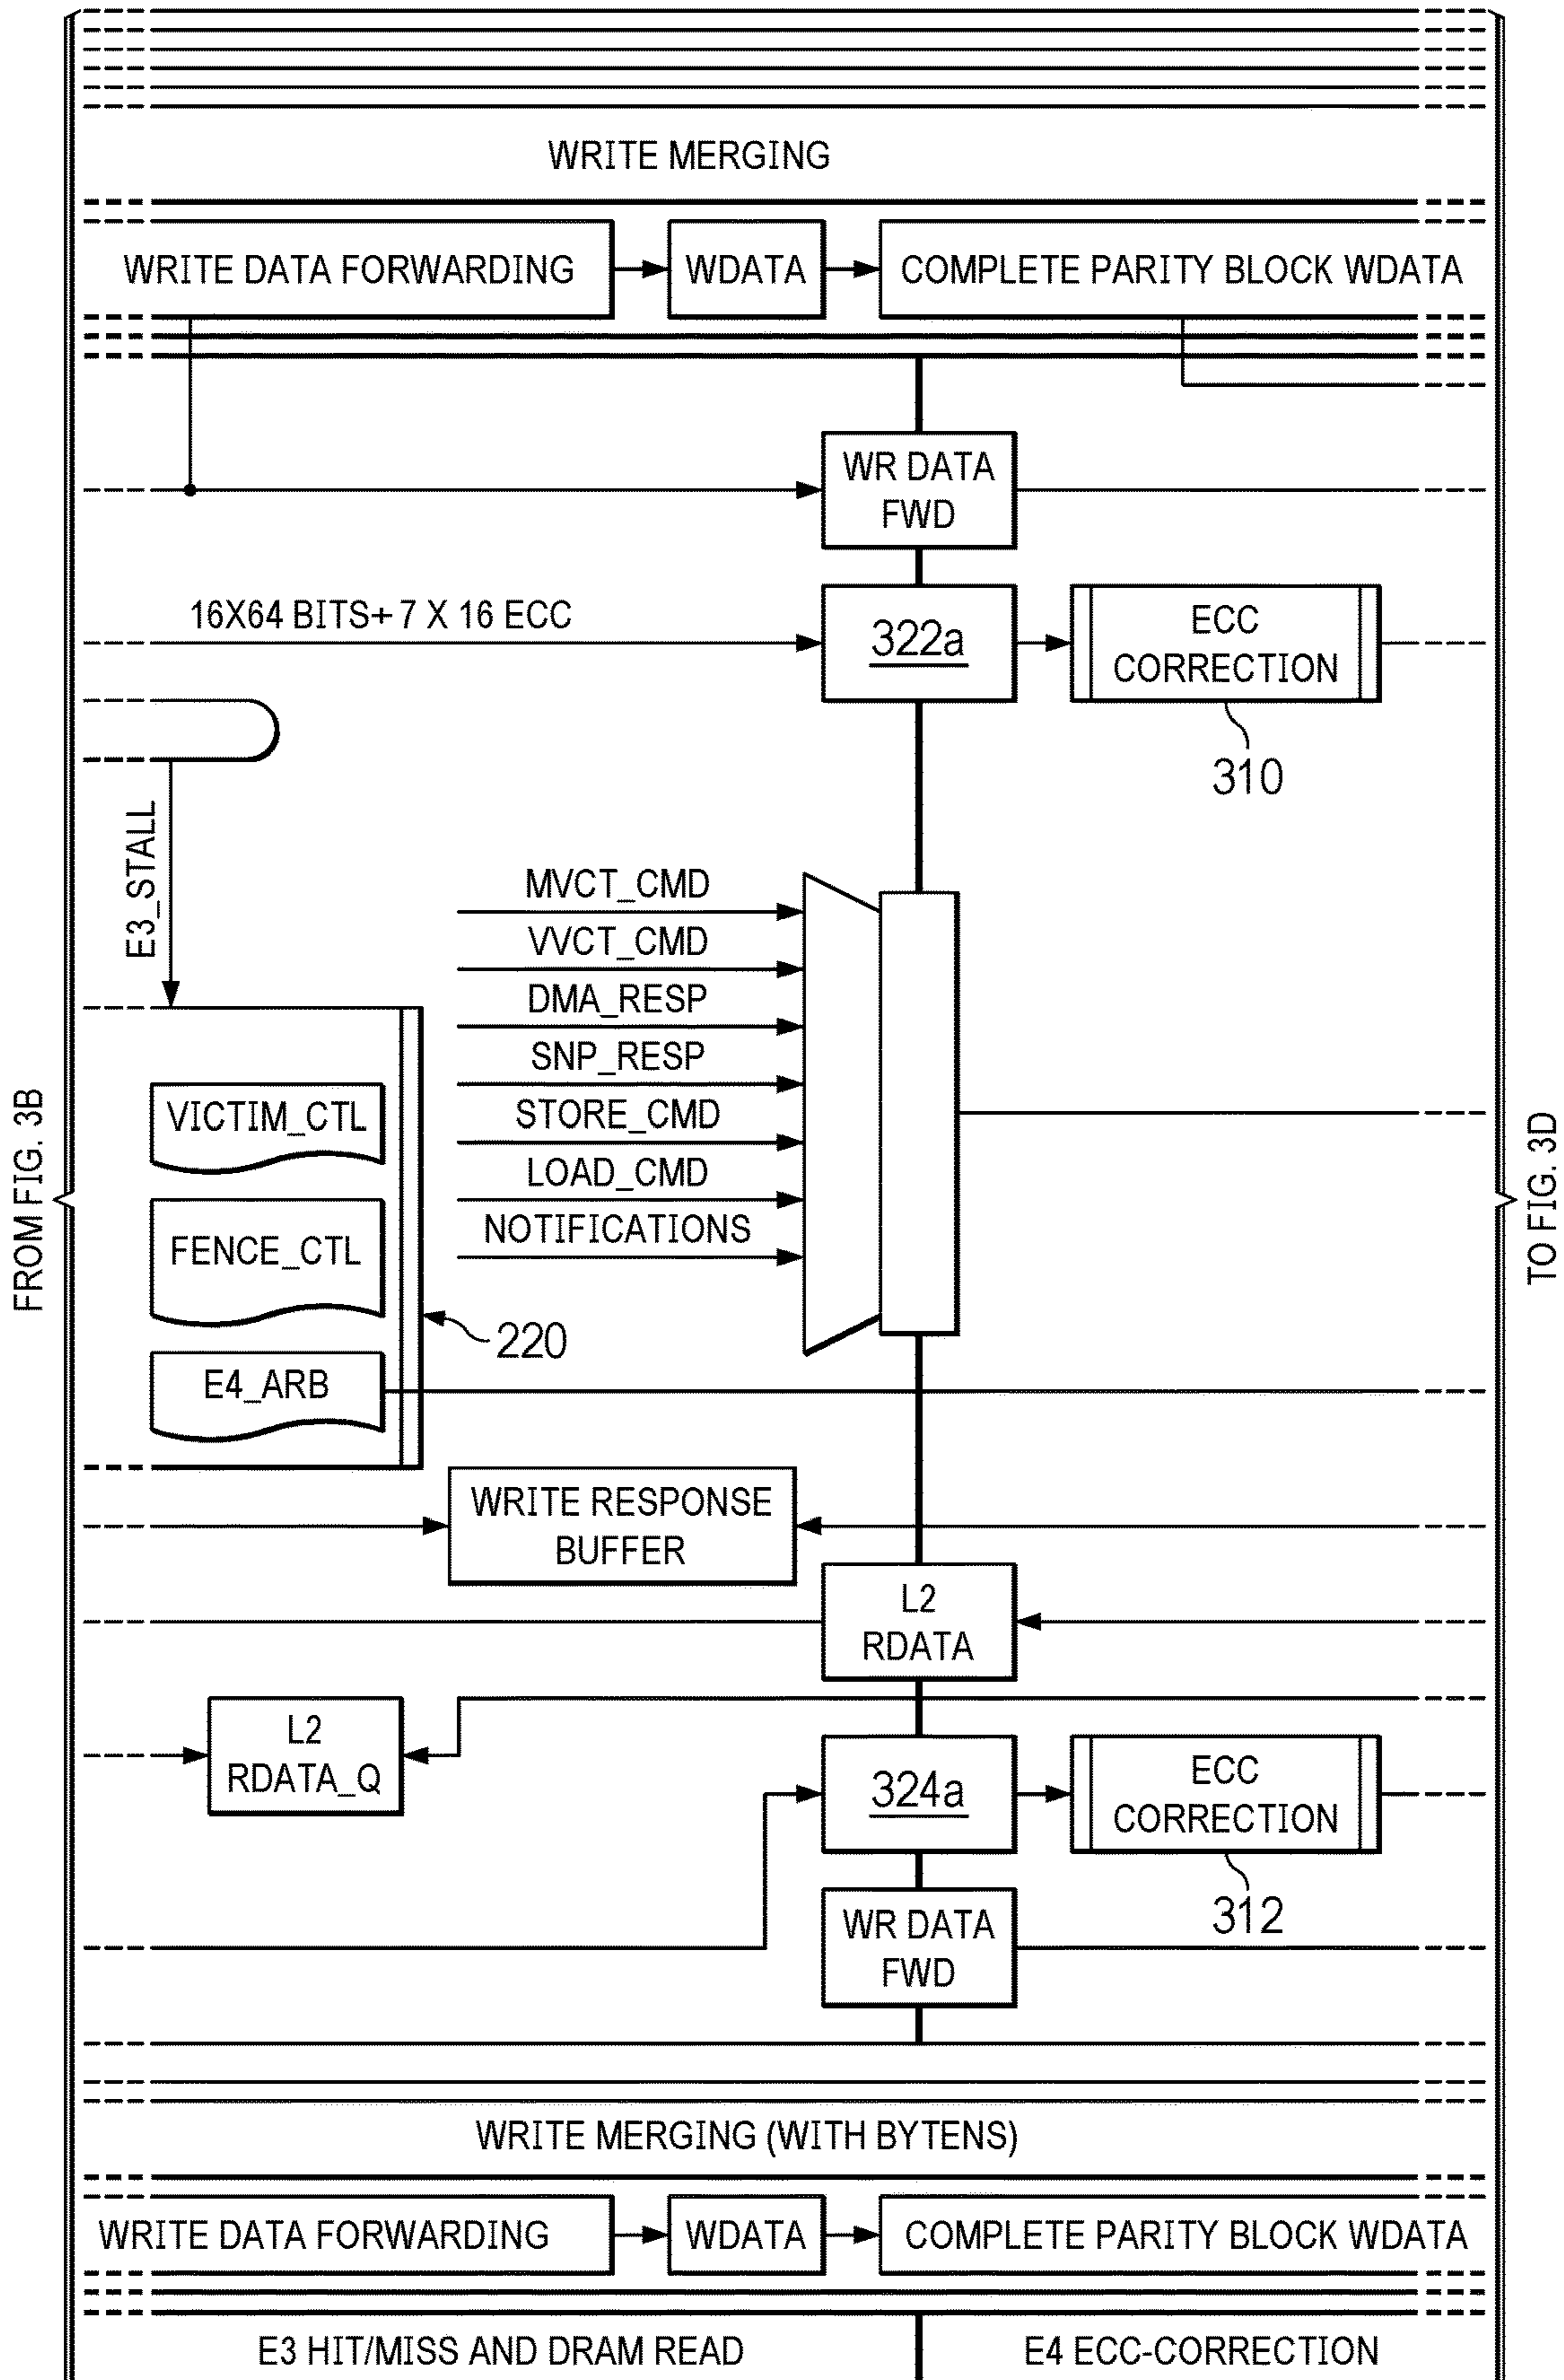 WRITE MERGING
WRITE DATA FORWARDING
WDATA
COMPLETE PARITY BLOCK WDATA
WR DATA
FWD
16X64 BITS+ 7 X 16 ECC
322a
ECC
CORRECTION
310
E3_STALL
MVCT_CMD
VVCT_CMD
DMA_RESP
SNP_RESP
STORE_CMD
LOAD_CMD
NOTIFICATIONS
VICTIM_CTL
FENCE_CTL
E4_ARB
220
FROM FIG. 3B
TO FIG. 3D
WRITE RESPONSE
BUFFER
L2
RDATA
L2
RDATA_Q
324a
ECC
CORRECTION
312
WR DATA
FWD
WRITE MERGING (WITH BYTENS)
WRITE DATA FORWARDING
WDATA
COMPLETE PARITY BLOCK WDATA
E3 HIT/MISS AND DRAM READ
E4 ECC-CORRECTION